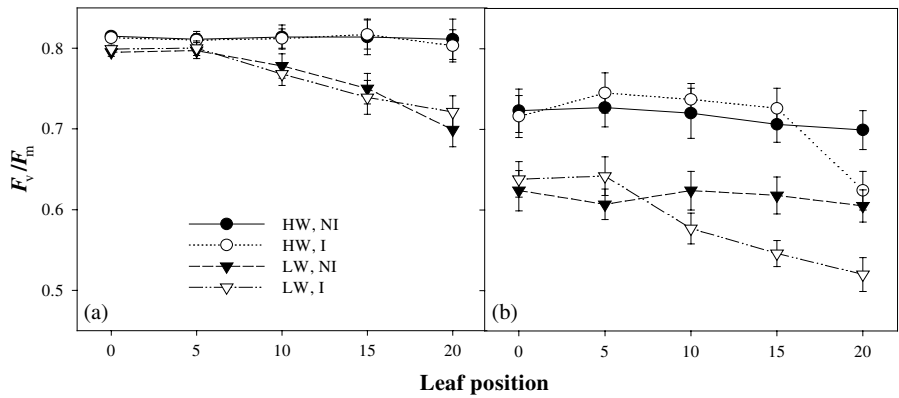 0.8
0.7
0.6
0.5
Fv/Fm
HW, NI
HW, I
LW, NI
LW, I
(a)
(b)
0 5 10 15 20
0 5 10 15 20
Leaf position